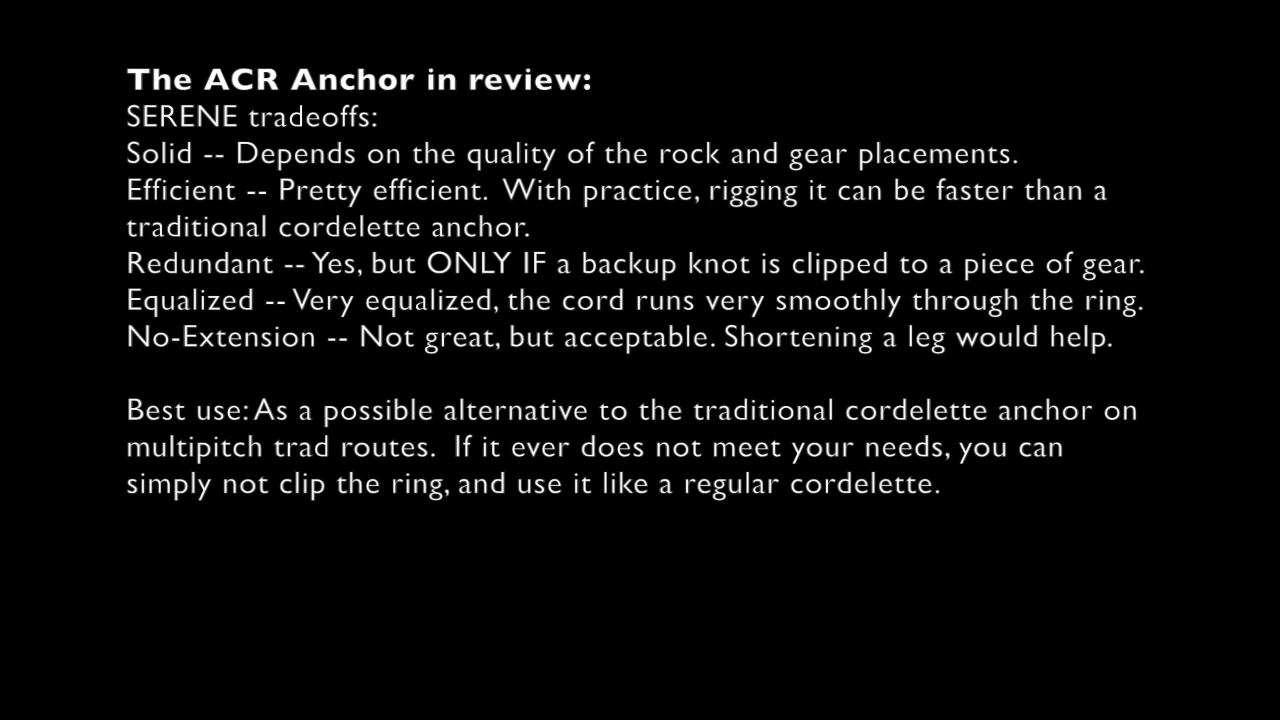 The ACR Anchor in review:
SERENE tradeoffs:
Solid -- Depends on the quality of the rock and gear placements.
Efficient -- Pretty efficient.  With practice, rigging it can be faster than a
traditional cordelette anchor.
Redundant -- Yes, but ONLY IF a backup knot is clipped to a piece of gear.
Equalized -- Very equalized, the cord runs very smoothly through the ring.
No-Extension -- Not great, but acceptable. Shortening a leg would help.
Best use: As a possible alternative to the traditional cordelette anchor on
multipitch trad routes.  If it ever does not meet your needs, you can
simply not clip the ring, and use it like a regular cordelette.